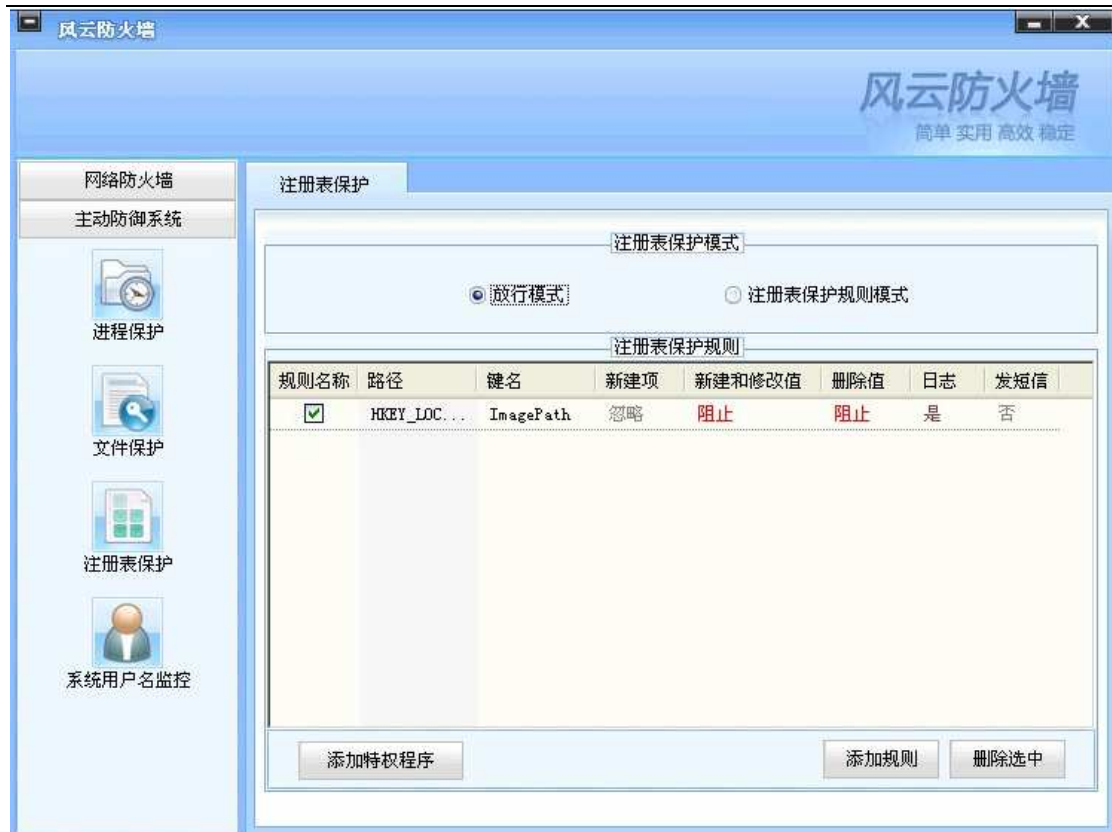 风云防火墙
风云防火墙
简单 实用 高效 稳定
网络防火墙
主动防御系统
进程保护
文件保护
注册表保护
系统用户名监控
注册表保护
注册表保护模式
放行模式 注册表保护规则模式
注册表保护规则
规则名称 路径 键名 新建项 新建和修改值 删除值 日志 发短信
HKEY_LOC... ImagePath 忽略 阻止 阻止 是 否
添加特权程序 添加规则 删除选中